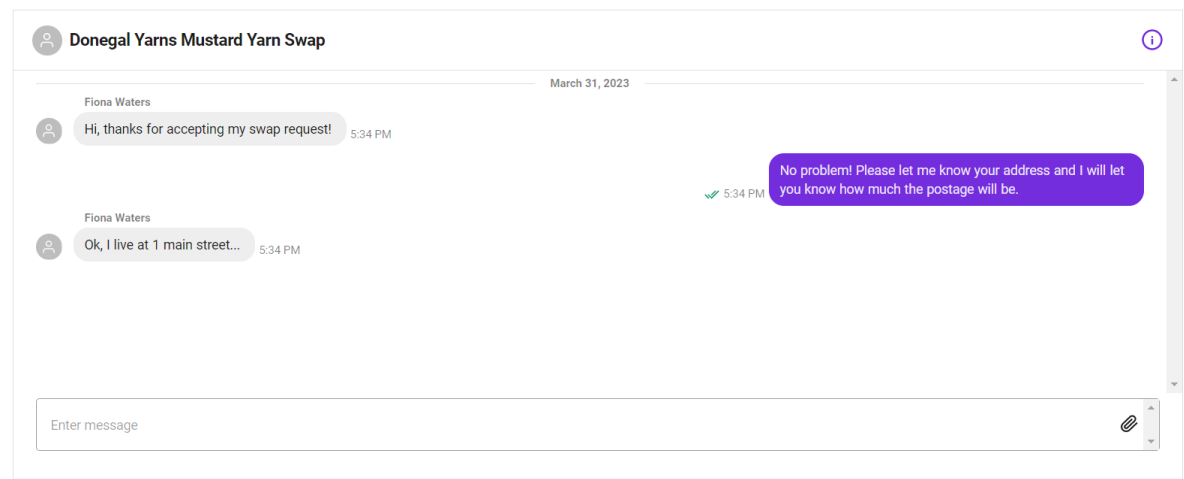 Donegal Yarns Mustard Yarn Swap
March 31, 2023
Fiona Waters
Hi, thanks for accepting my swap request!
5:34 PM
No problem! Please let me know your address and I will let
you know how much the postage will be.
5:34 PM
Fiona Waters
Ok, I live at 1 main street...
5:34 PM
Enter message